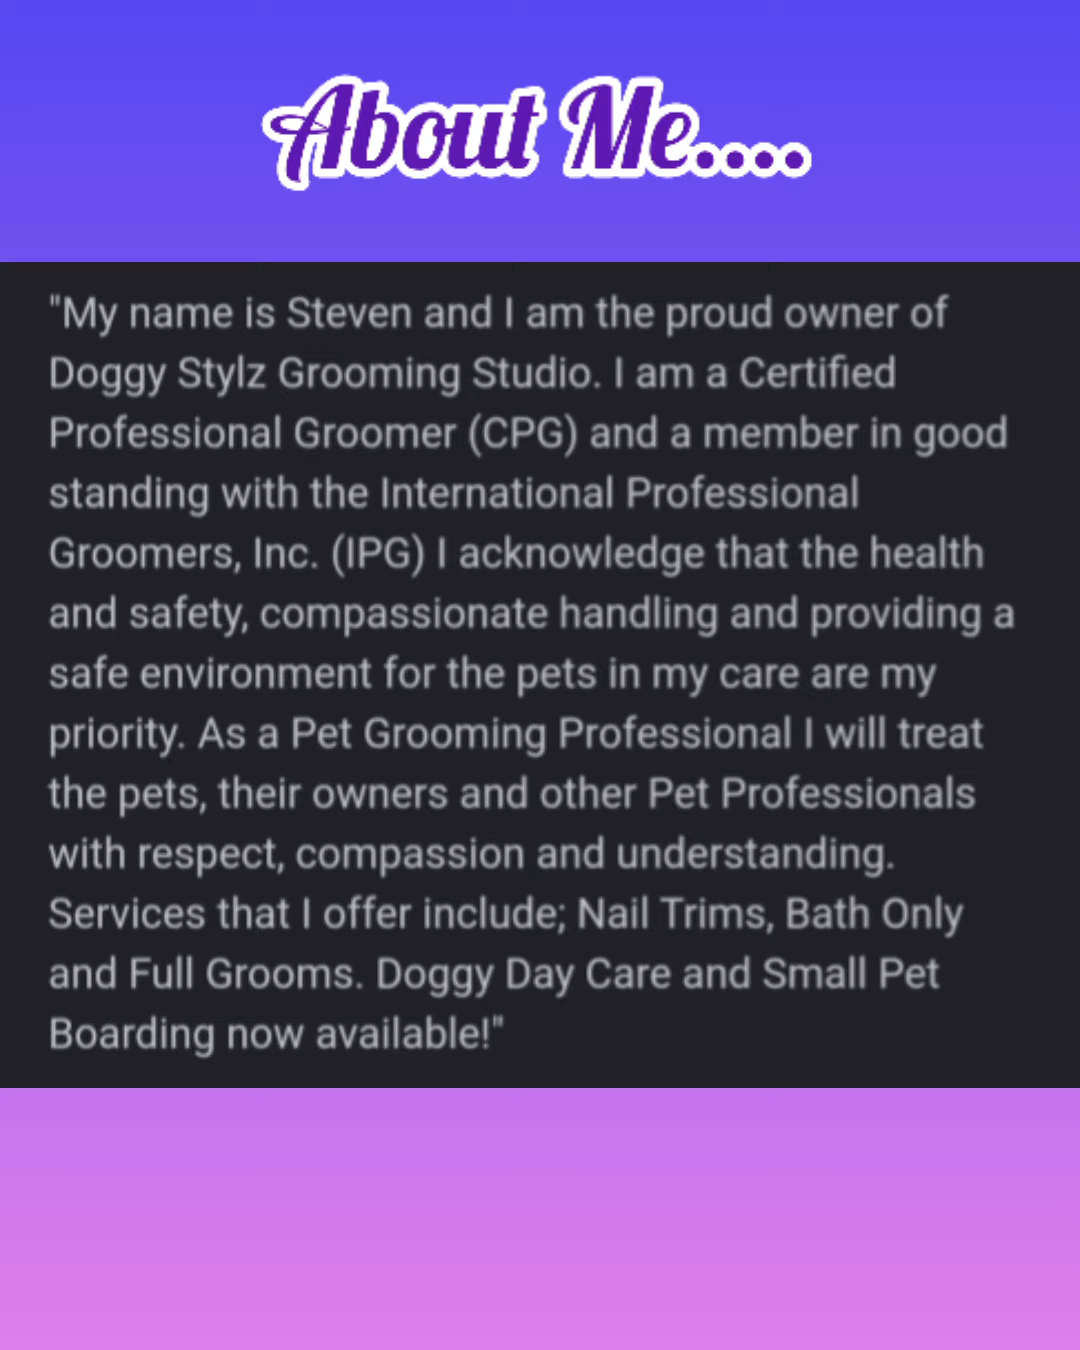 About Me....
"My name is Steven and I am the proud owner of
Doggy Stylz Grooming Studio. I am a Certified
Professional Groomer (CPG) and a member in good
standing with the International Professional
Groomers, Inc. (IPG) I acknowledge that the health
and safety, compassionate handling and providing a
safe environment for the pets in my care are my
priority. As a Pet Grooming Professional I will treat
the pets, their owners and other Pet Professionals
with respect, compassion and understanding.
Services that I offer include; Nail Trims, Bath Only
and Full Grooms. Doggy Day Care and Small Pet
Boarding now available!"